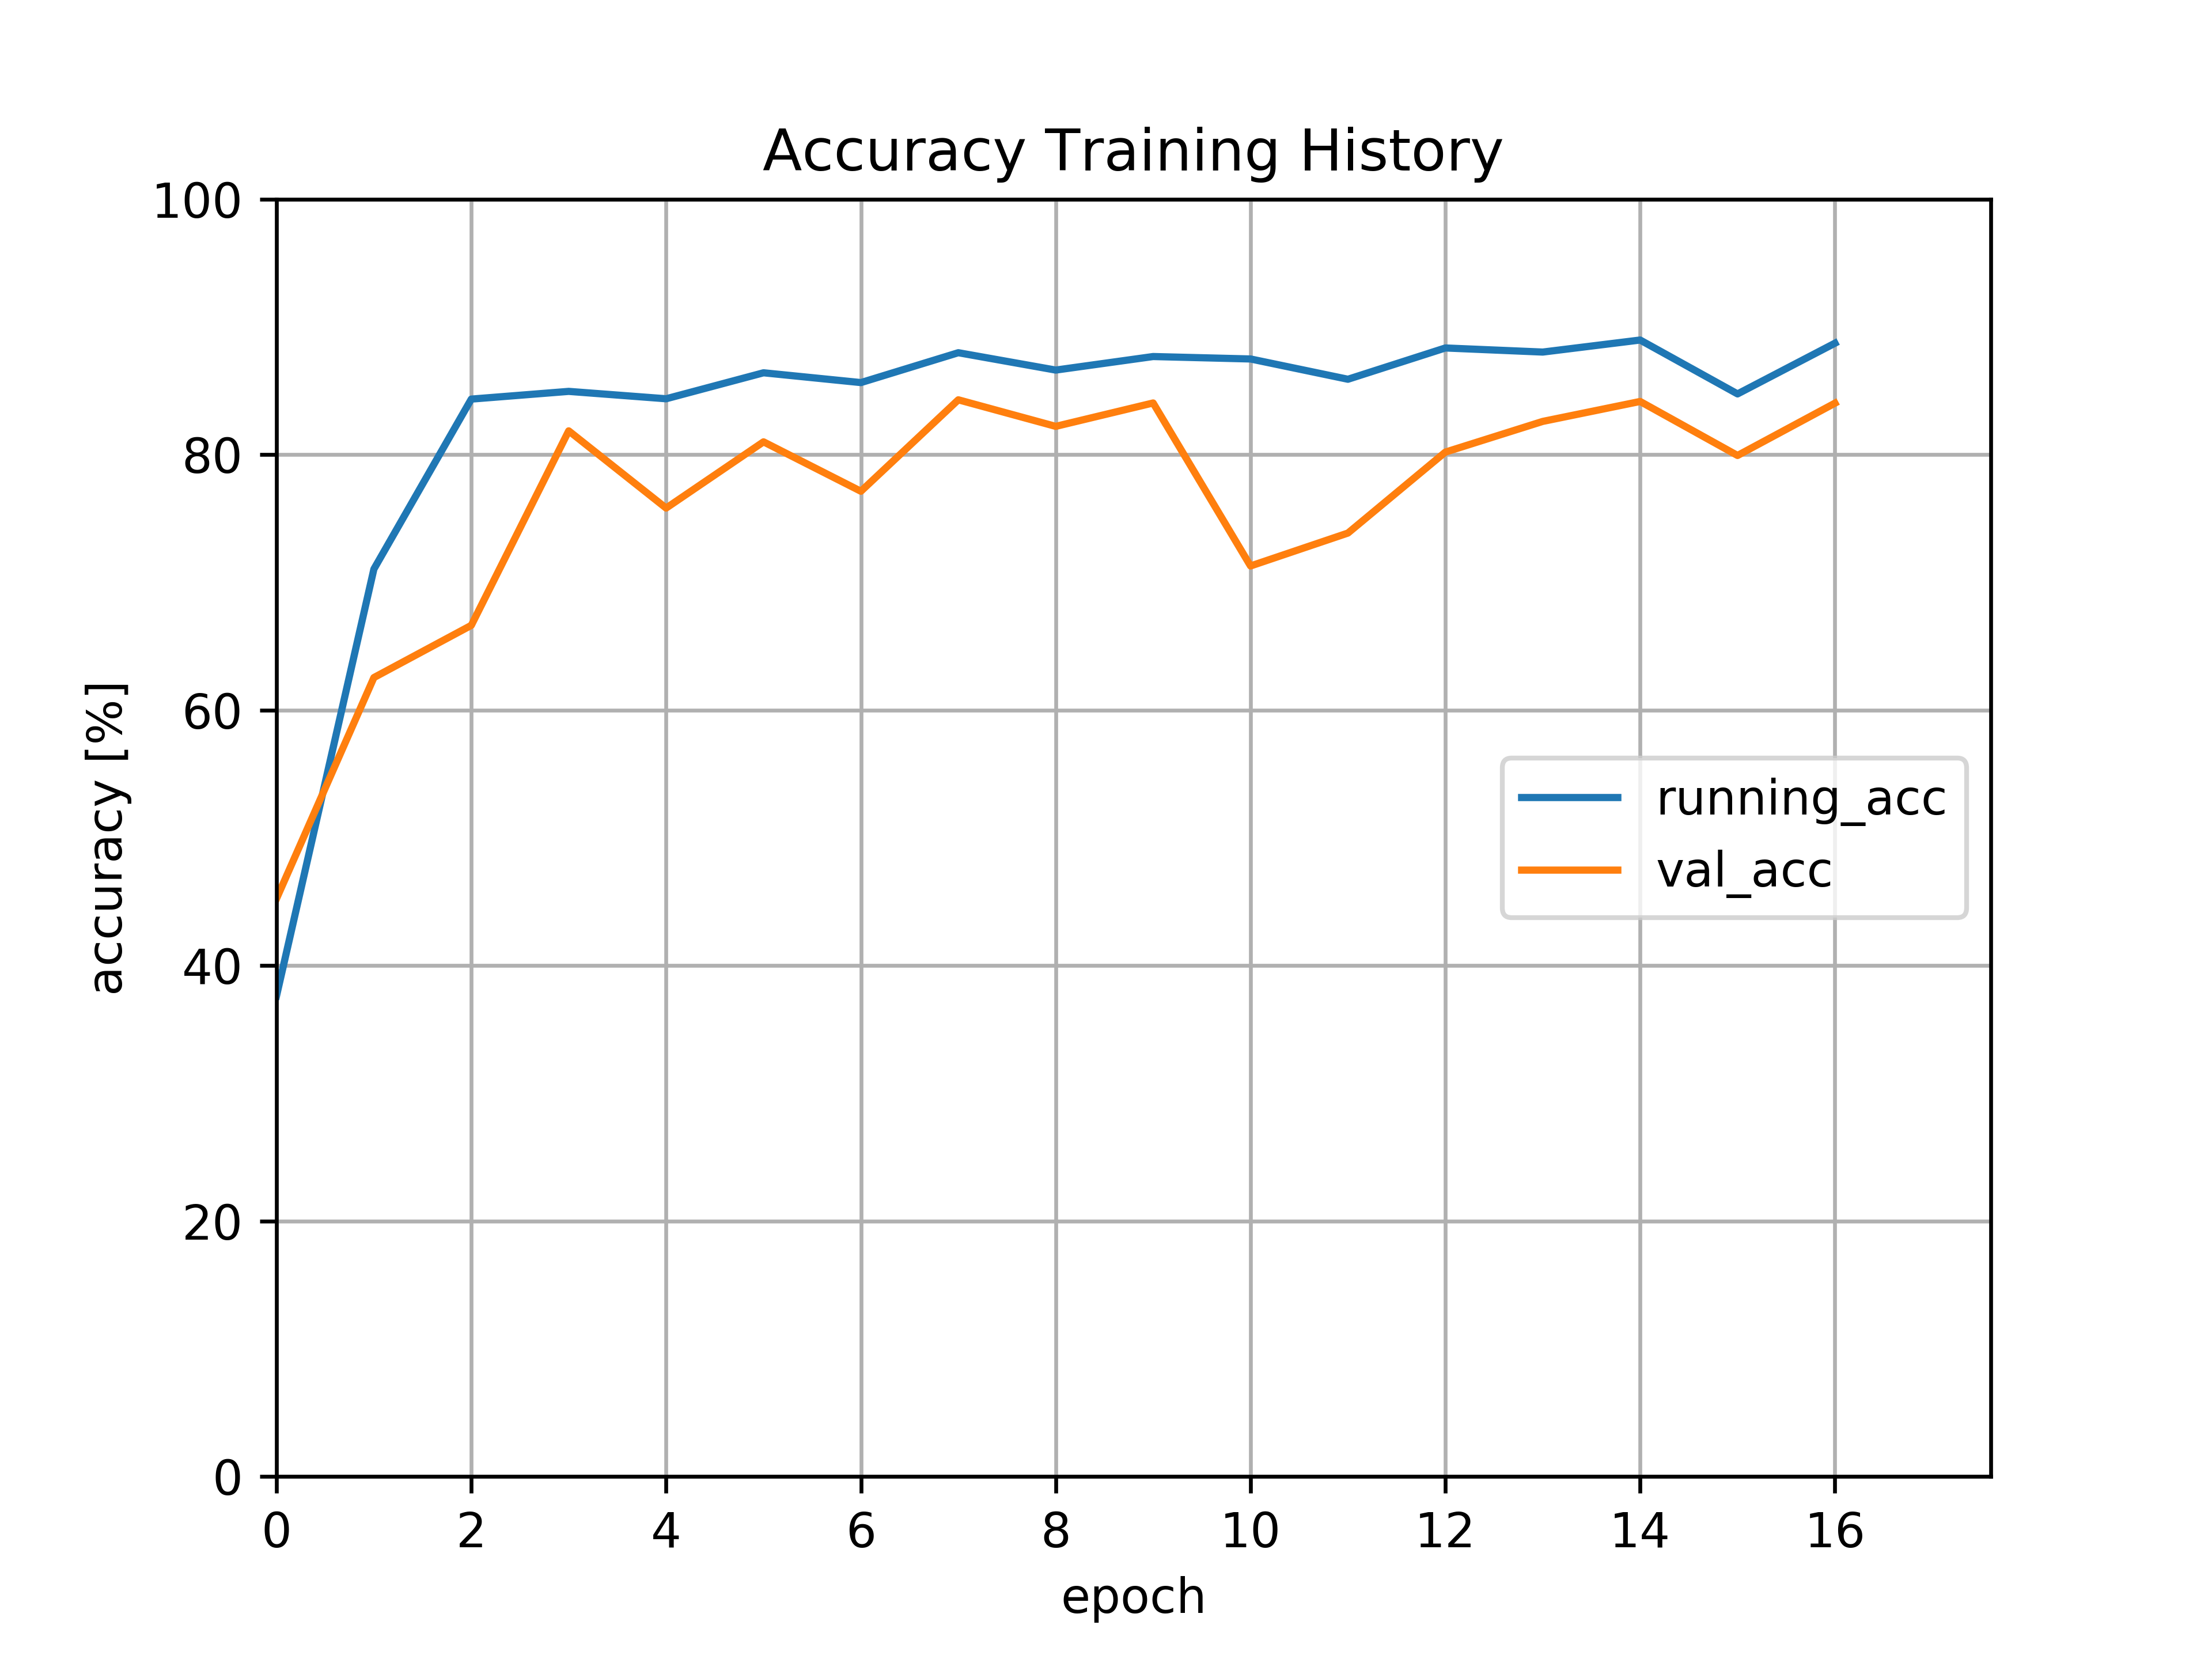 Accuracy Training History
100
80
60
40
20
0
accuracy [%]
running_acc
val_acc
0 2 4 6 8 10 12 14 16
epoch